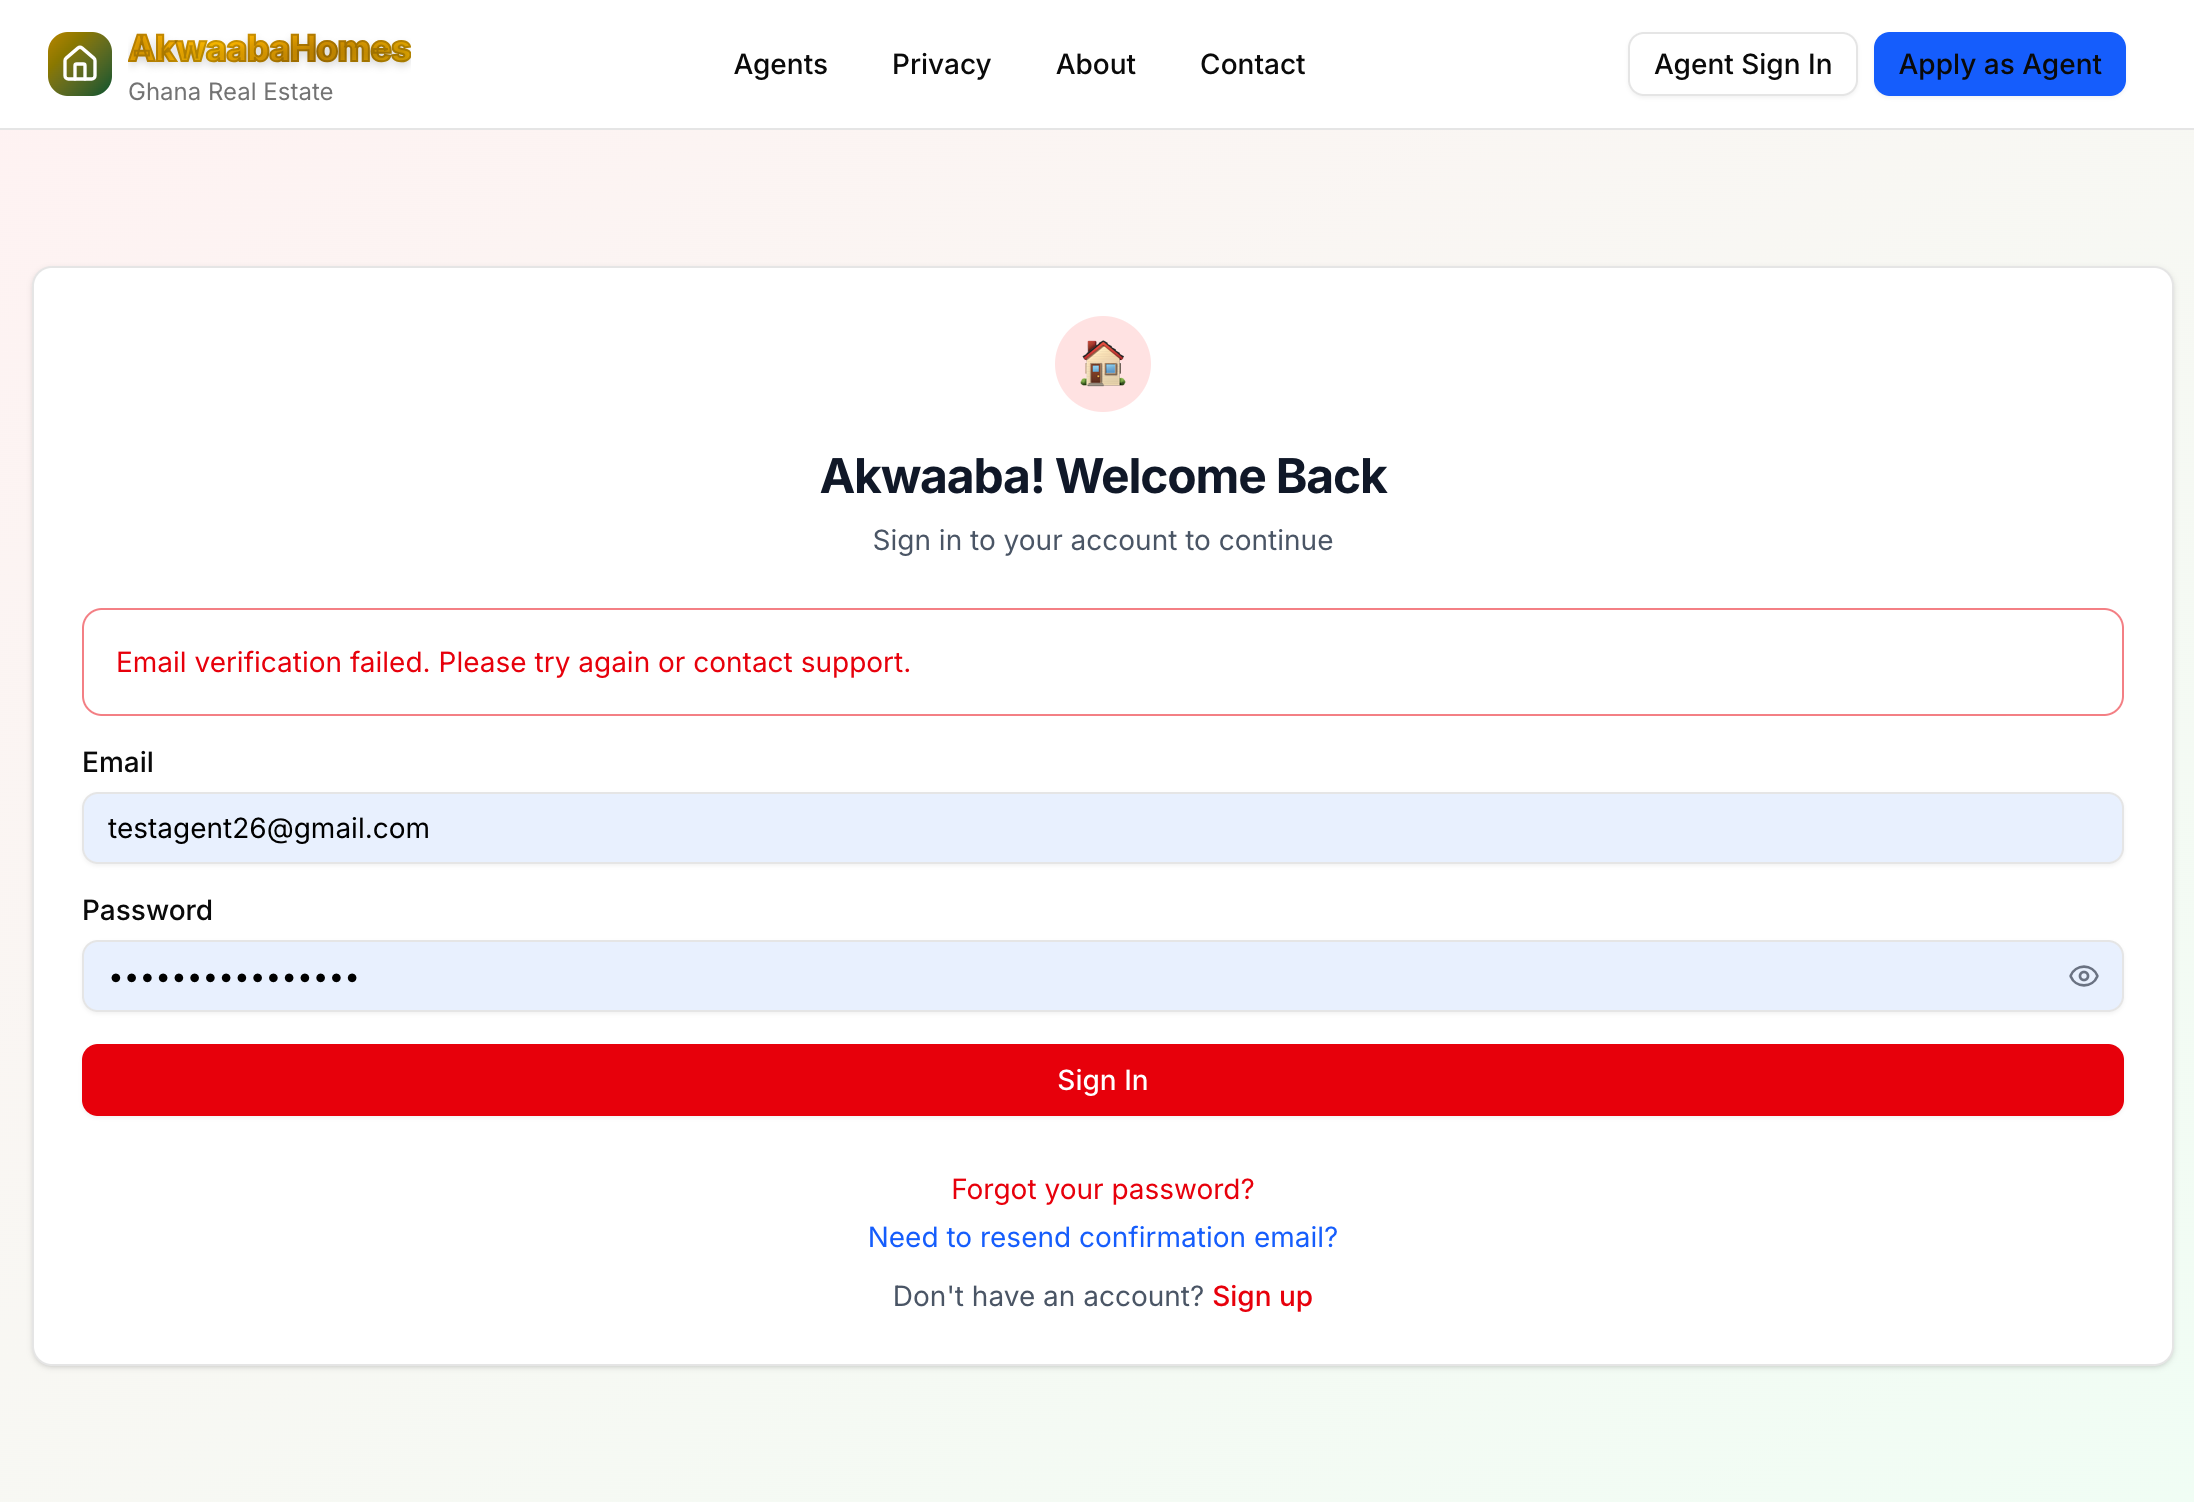 AkwaabaHomes
Ghana Real Estate
Agents
Privacy
About
Contact
Agent Sign In
Apply as Agent
Akwaaba! Welcome Back
Sign in to your account to continue
Email verification failed. Please try again or contact support.
Email
testagent26@gmail.com
Password
••••••••••••••••
Sign In
Forgot your password?
Need to resend confirmation email?
Don't have an account? Sign up